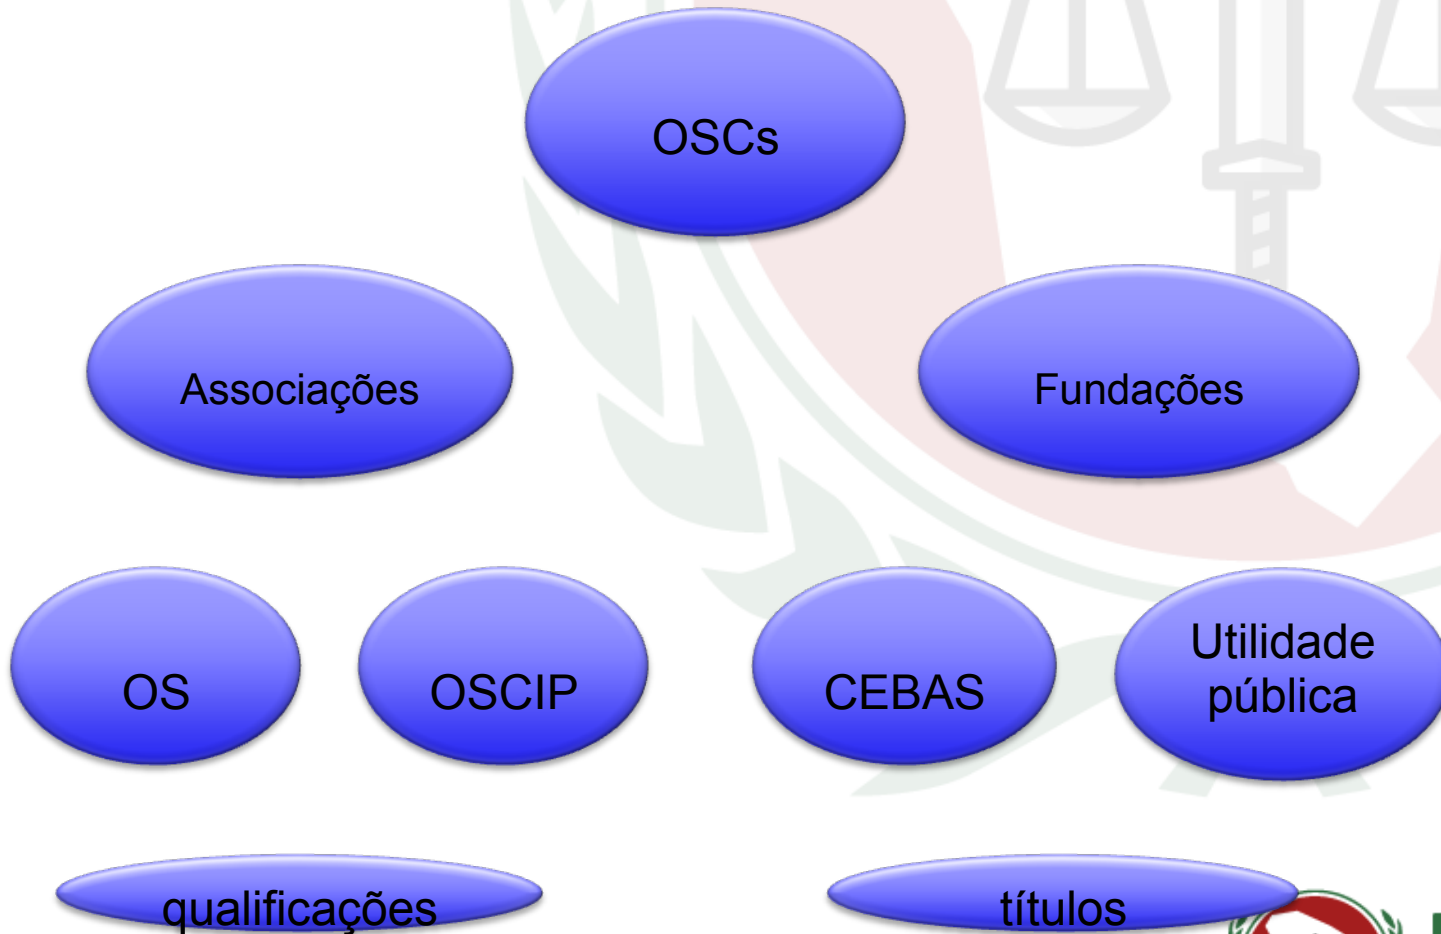 OSCs
Associações
Fundações
OS
OSCIP
CEBAS
Utilidade
pública
qualificações
títulos